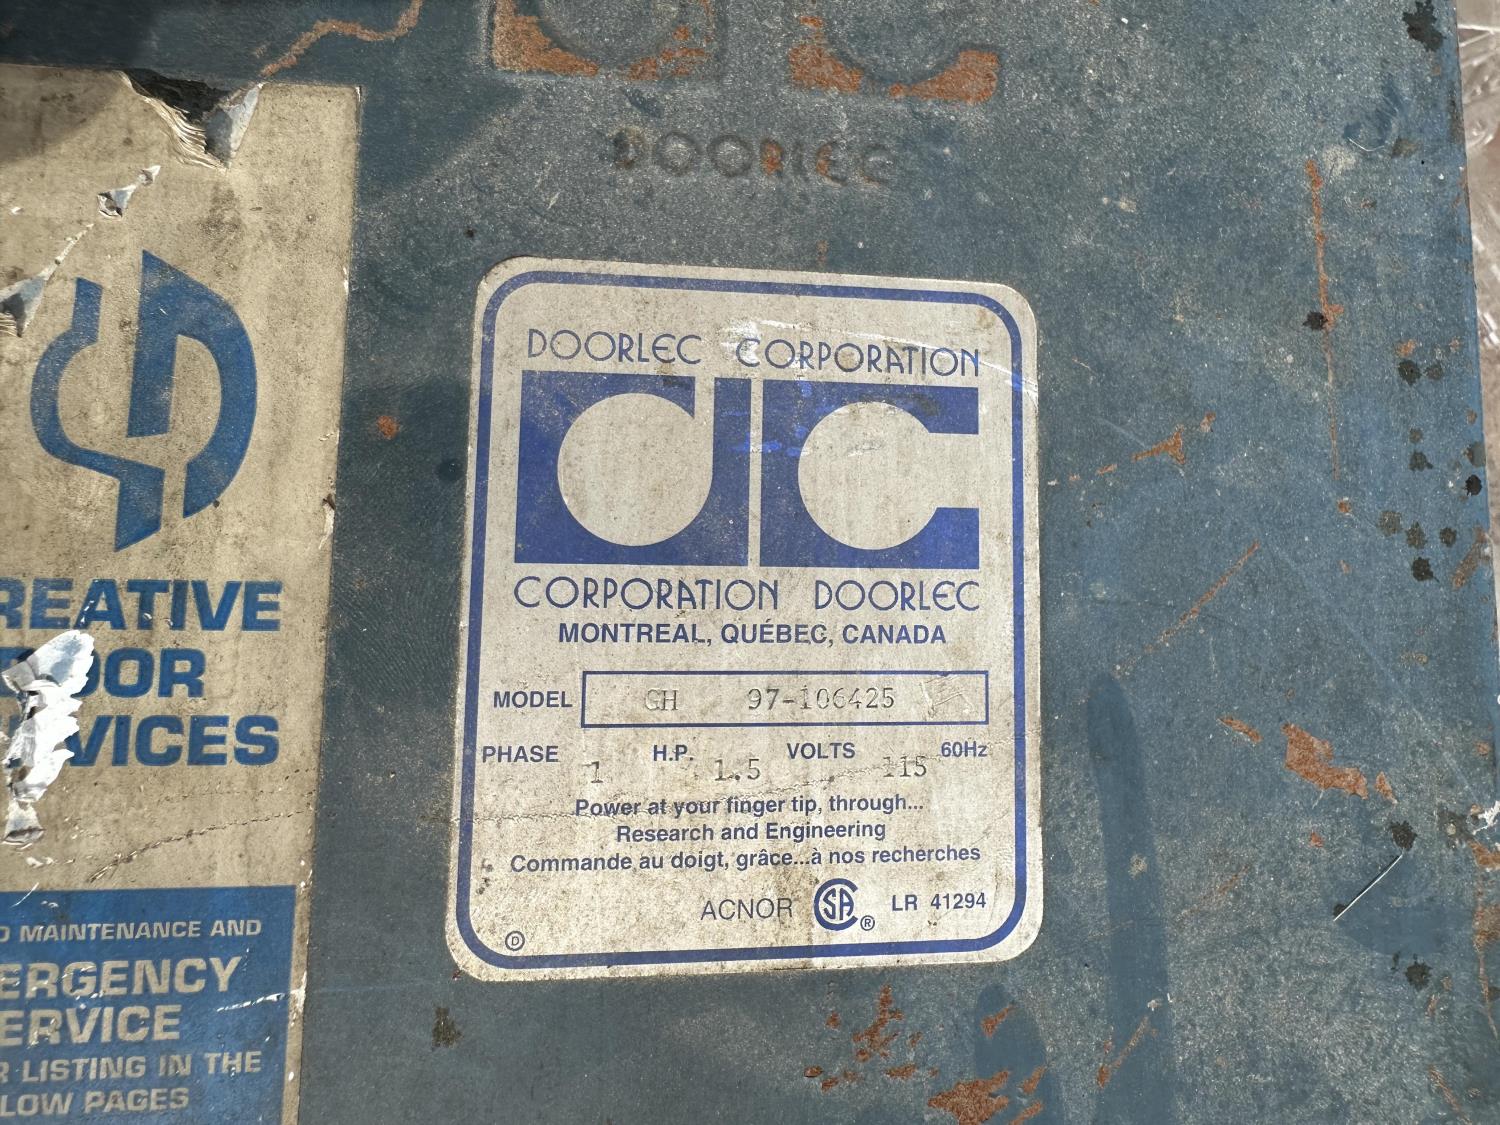 DOORLEC
DOORLEC CORPORATION
dC
CORPORATION DOORLEC
MONTREAL, QUÉBEC, CANADA
MODEL GH 97-106425
PHASE 1 H.P. 1.5 VOLTS 115 60Hz
Power at your finger tip, through...
Research and Engineering
Commande au doigt, grâce...à nos recherches
ACNOR CSA ® LR 41294
D
REATIVE
OOR
VICES
D MAINTENANCE AND
ERGENCY
ERVICE
R LISTING IN THE
LOW PAGES